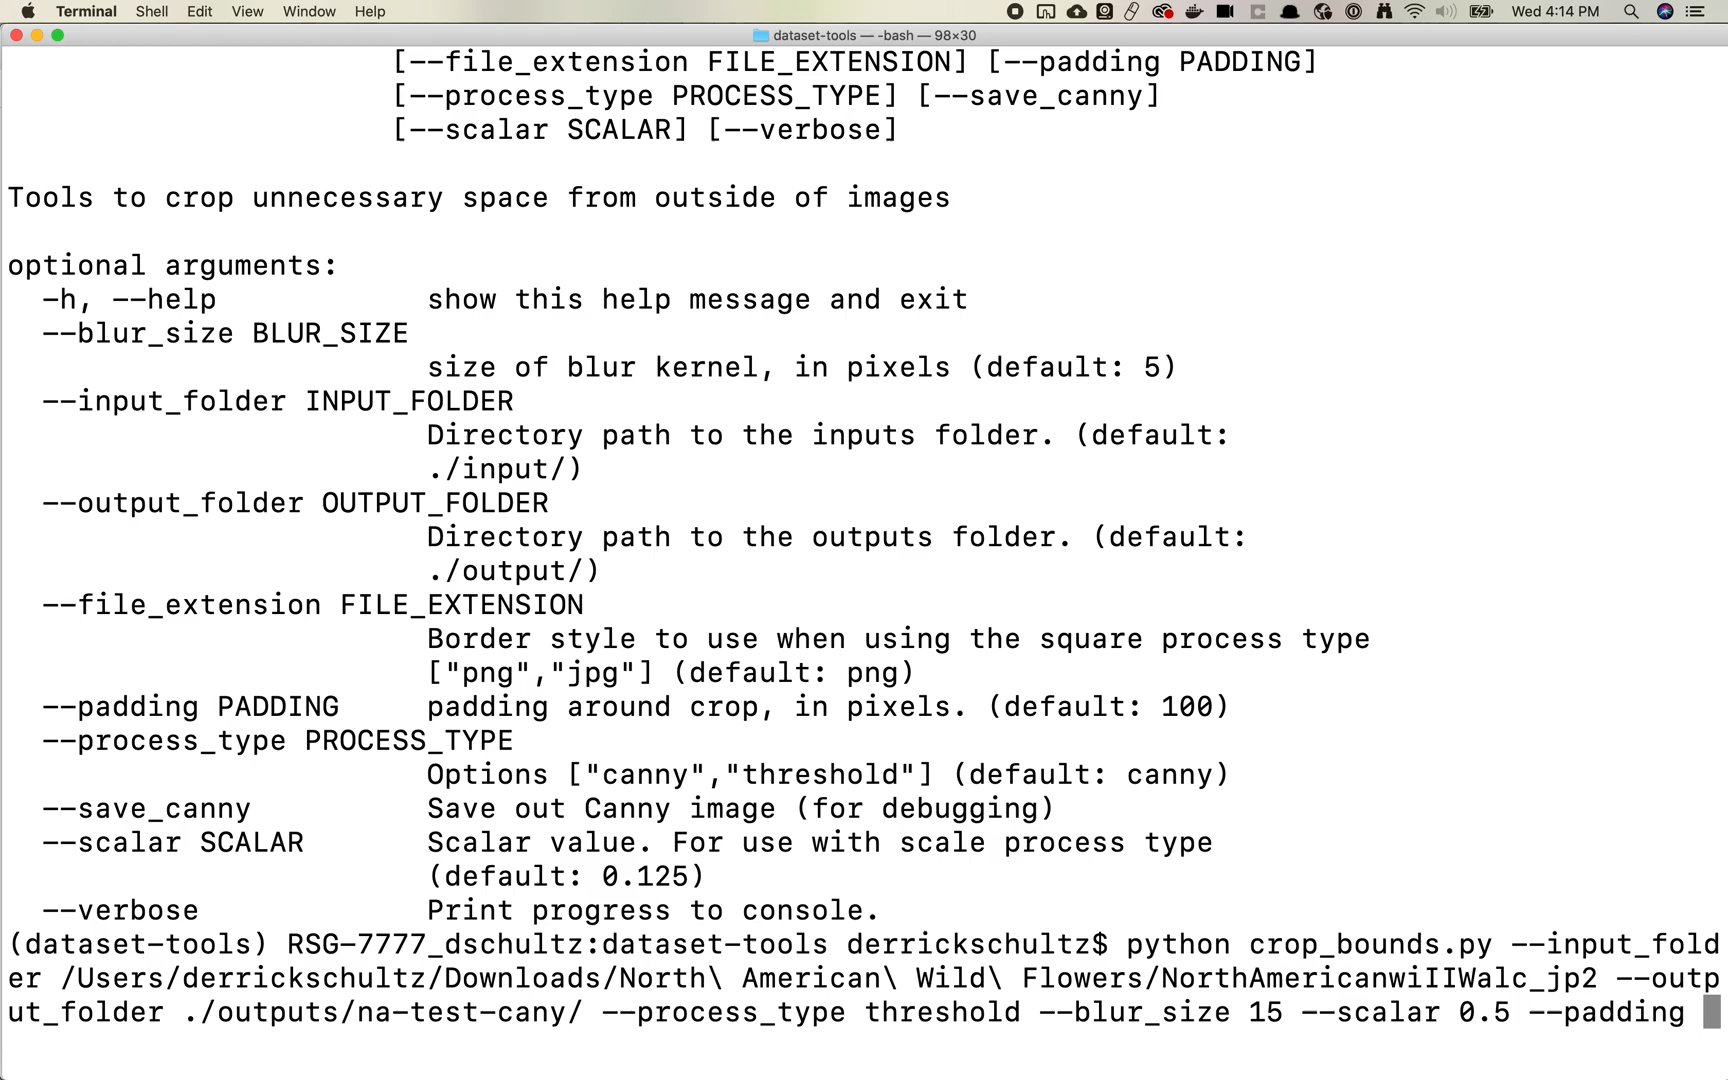 Terminal Shell Edit View Window Help Wed 4:14 PM
dataset-tools — -bash — 98×30
[--file_extension FILE_EXTENSION] [--padding PADDING]
[--process_type PROCESS_TYPE] [--save_canny]
[--scalar SCALAR] [--verbose]
Tools to crop unnecessary space from outside of images
optional arguments:
-h, --help show this help message and exit
--blur_size BLUR_SIZE
size of blur kernel, in pixels (default: 5)
--input_folder INPUT_FOLDER
Directory path to the inputs folder. (default:
./input/)
--output_folder OUTPUT_FOLDER
Directory path to the outputs folder. (default:
./output/)
--file_extension FILE_EXTENSION
Border style to use when using the square process type
["png","jpg"] (default: png)
--padding PADDING padding around crop, in pixels. (default: 100)
--process_type PROCESS_TYPE
Options ["canny","threshold"] (default: canny)
--save_canny Save out Canny image (for debugging)
--scalar SCALAR Scalar value. For use with scale process type
(default: 0.125)
--verbose Print progress to console.
(dataset-tools) RSG-7777_dschultz:dataset-tools derrickschultz$ python crop_bounds.py --input_fold
er /Users/derrickschultz/Downloads/North\ American\ Wild\ Flowers/NorthAmericanwiIIWalc_jp2 --outp
ut_folder ./outputs/na-test-cany/ --process_type threshold --blur_size 15 --scalar 0.5 --padding